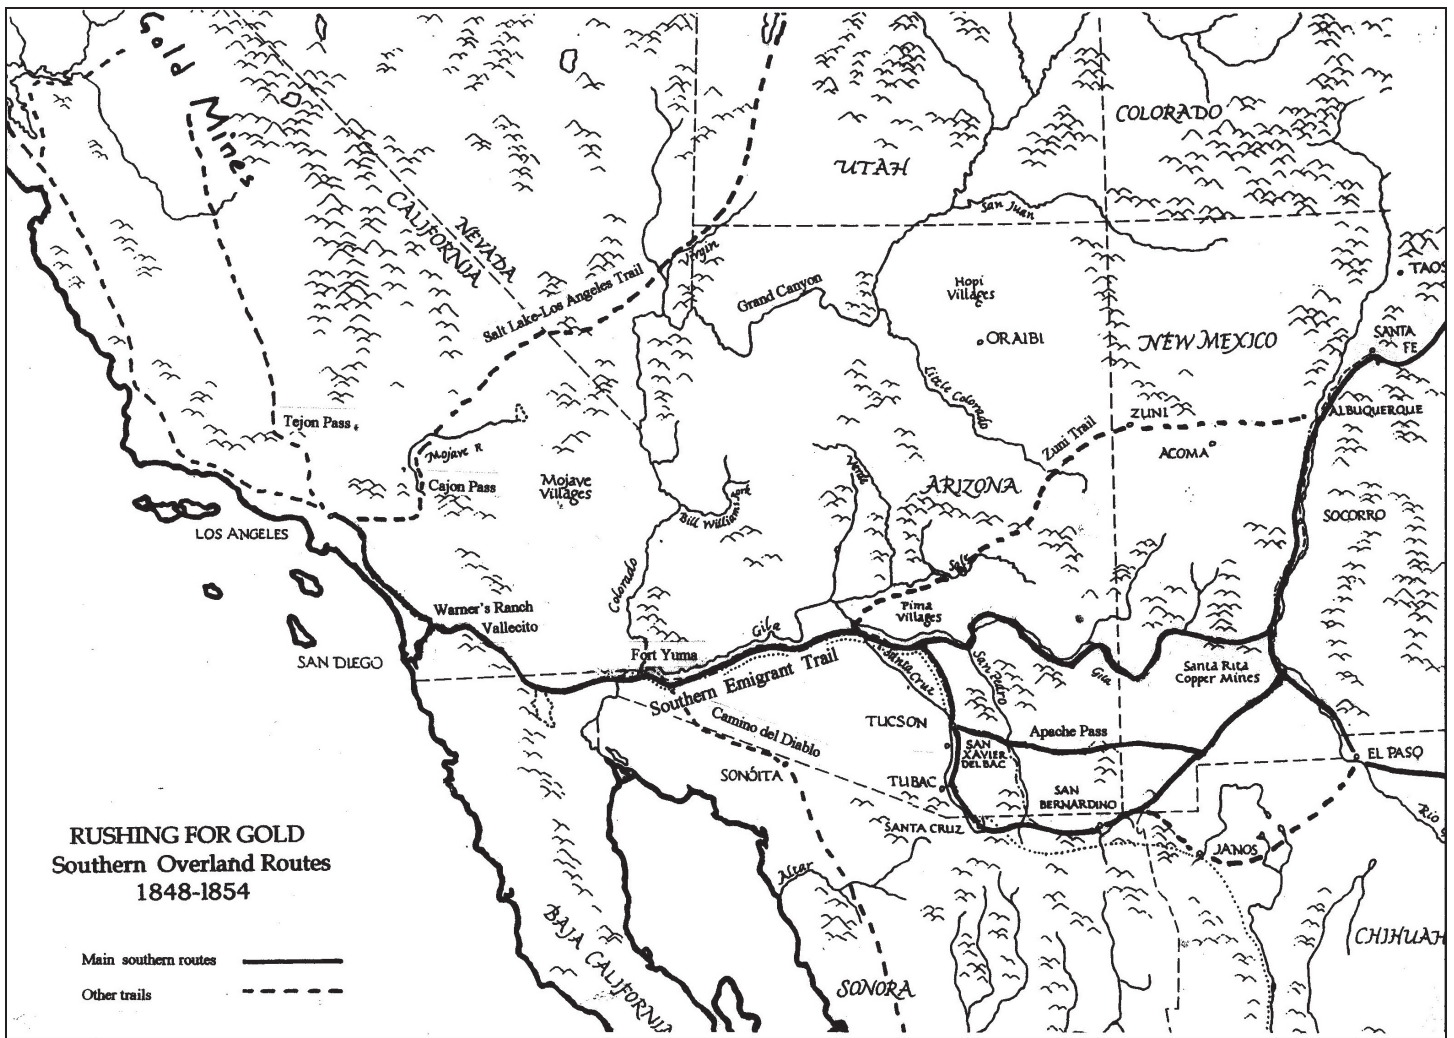 Gold
Mines
COLORADO
UTAH
San Juan
CALIFORNIA
NEVADA
Virgin
Salt Lake-Los Angeles Trail
Grand Canyon
Hopi
Villages
ORAIBI
NEW MEXICO
TAOS
SANTA
FE
Little Colorado
Tejon Pass
ZUNI
ALBUQUERQUE
Zuni Trail
ACOMA
Mojave R
Cajon Pass
Mojave
Villages
Verde
ARIZONA
Bill Williams Fork
SOCORRO
LOS ANGELES
Colorado
Salt
Warner's Ranch
Vallecito
Pima
Villages
Gila
SAN DIEGO
Fort Yuma
Southern Emigrant Trail
Santa Cruz
San Pedro
Gila
Santa Rita
Copper Mines
Camino del Diablo
TUCSON
Apache Pass
SAN
XAVIER
DEL BAC
EL PASO
SONOITA
TUBAC
SAN
BERNARDINO
SANTA CRUZ
JANOS
Rio
RUSHING FOR GOLD
Southern Overland Routes
1848-1854
Altar
BAJA CALIFORNIA
CHIHUAH
Main southern routes
Other trails
SONORA